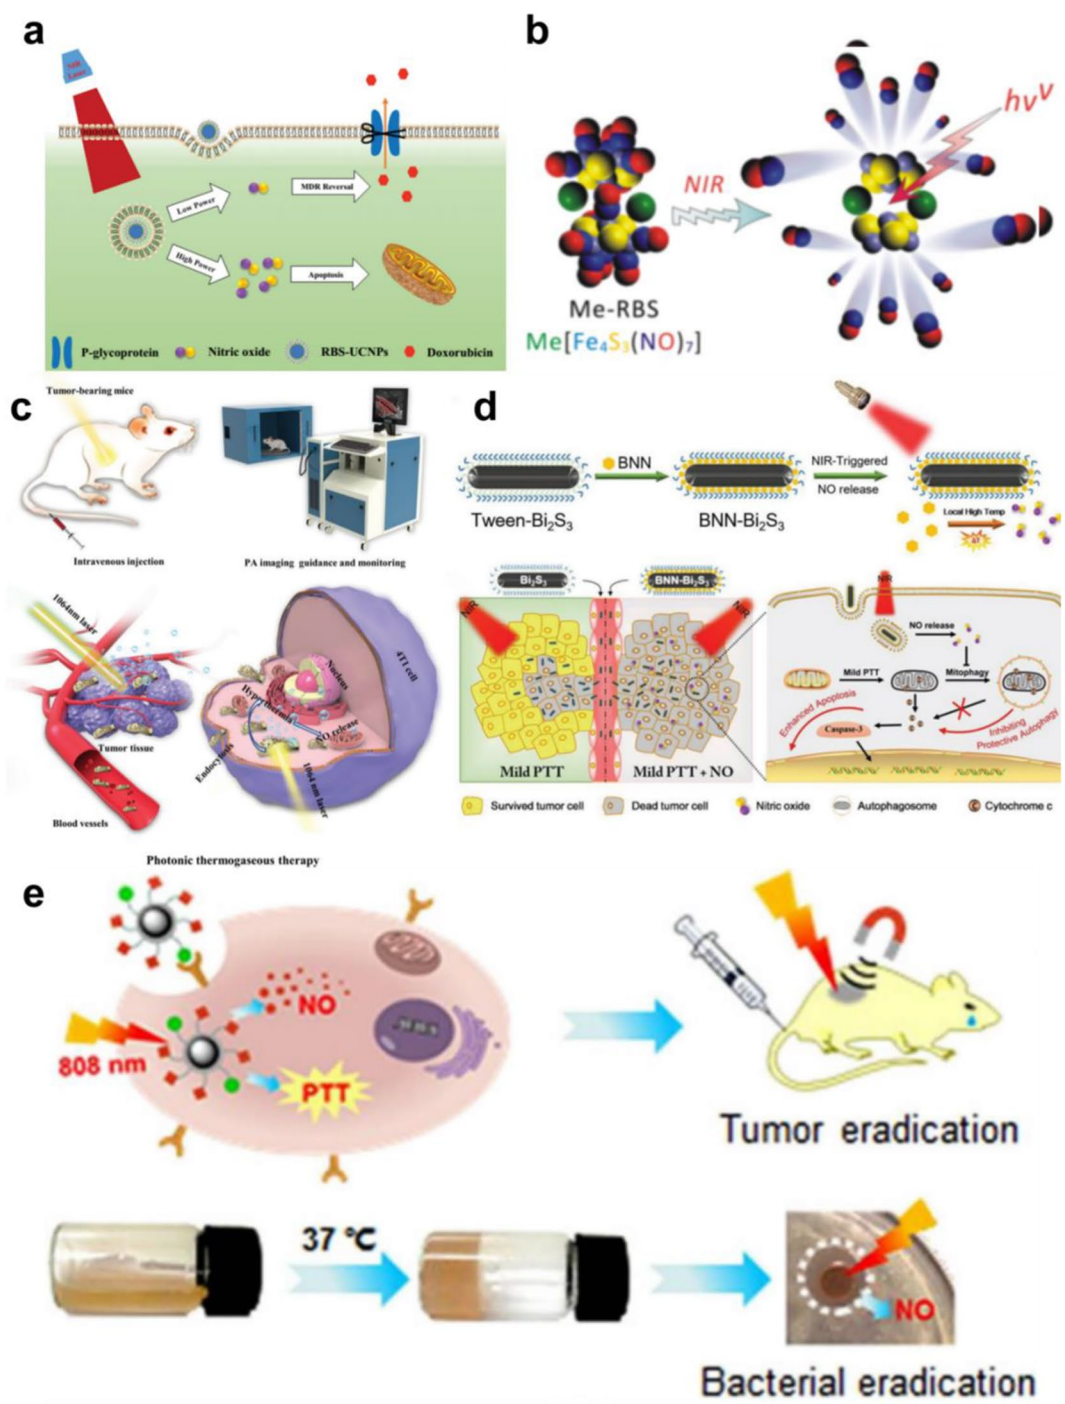 a
NIR
Laser
Low Power
MDR Reversal
High Power
Apoptosis
P-glycoprotein
Nitric oxide
RBS-UCNPs
Doxorubicin
b
NIR
hνν
Me-RBS
Me[Fe4S3(NO)7]
c
Tumor-bearing mice
Intravenous injection
PA imaging guidance and monitoring
1064nm laser
Tumor tissue
Blood vessels
4T1 cell
Nucleus
Hyperthermia
NO release
Endocytosis
1064 nm laser
Photonic thermogaseous therapy
d
BNN
NIR-Triggered
NO release
Tween-Bi2S3
BNN-Bi2S3
Local High Temp
ΔT
Bi2S3
BNN-Bi2S3
NIR
NIR
Mild PTT
Mild PTT + NO
NIR
NO release
Mild PTT
Mitophagy
Enhanced Apoptosis
Caspase-3
Inhibiting
Protective Autophagy
Survived tumor cell
Dead tumor cell
Nitric oxide
Autophagosome
Cytochrome c
e
NO
808 nm
PTT
Tumor eradication
37 °C
NO
Bacterial eradication